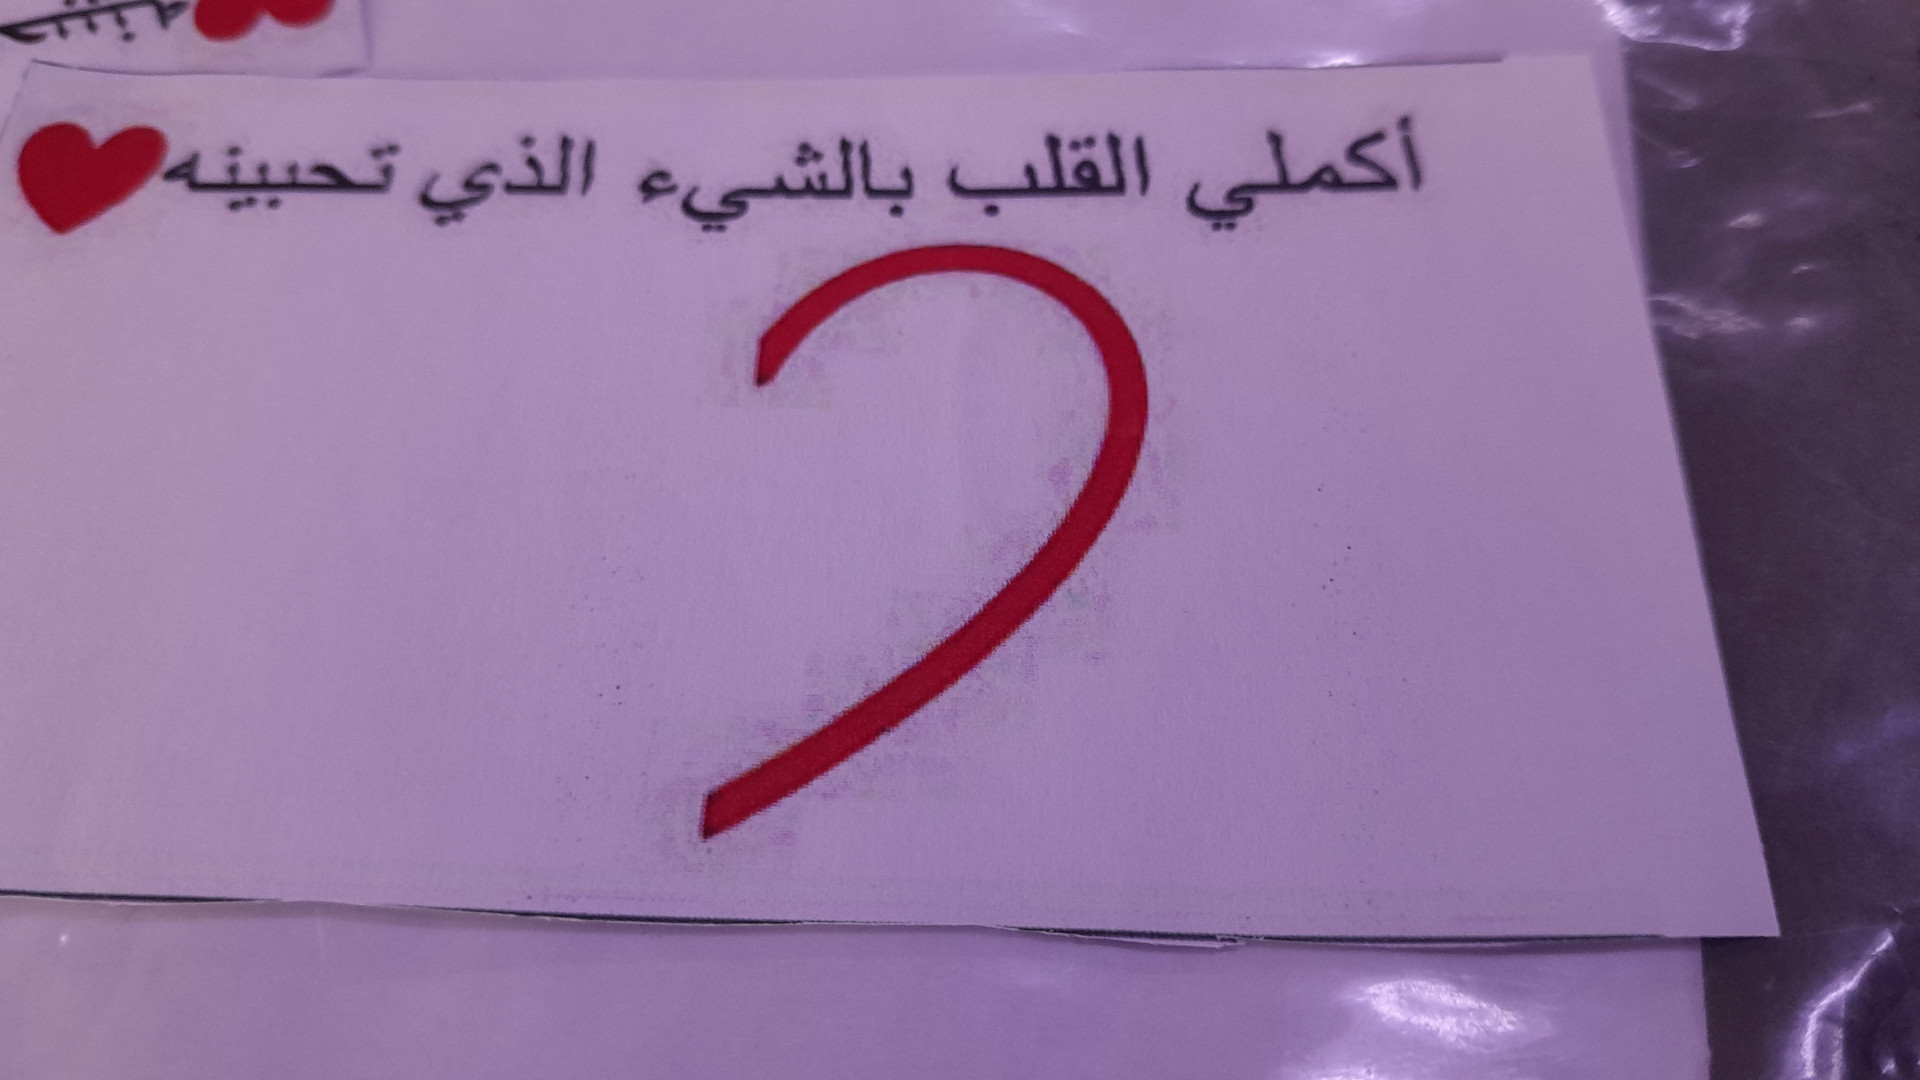 أكملي القلب بالشيء الذي تحبينه